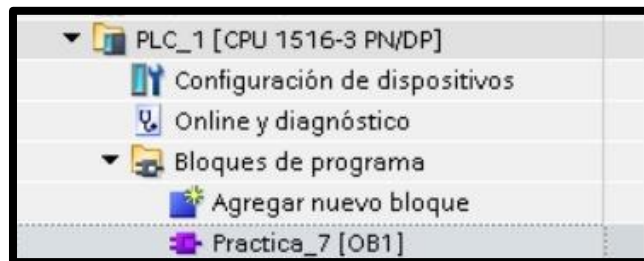 PLC_1 [CPU 1516-3 PN/DP]
Configuración de dispositivos
Online y diagnóstico
Bloques de programa
Agregar nuevo bloque
Practica_7 [OB1]